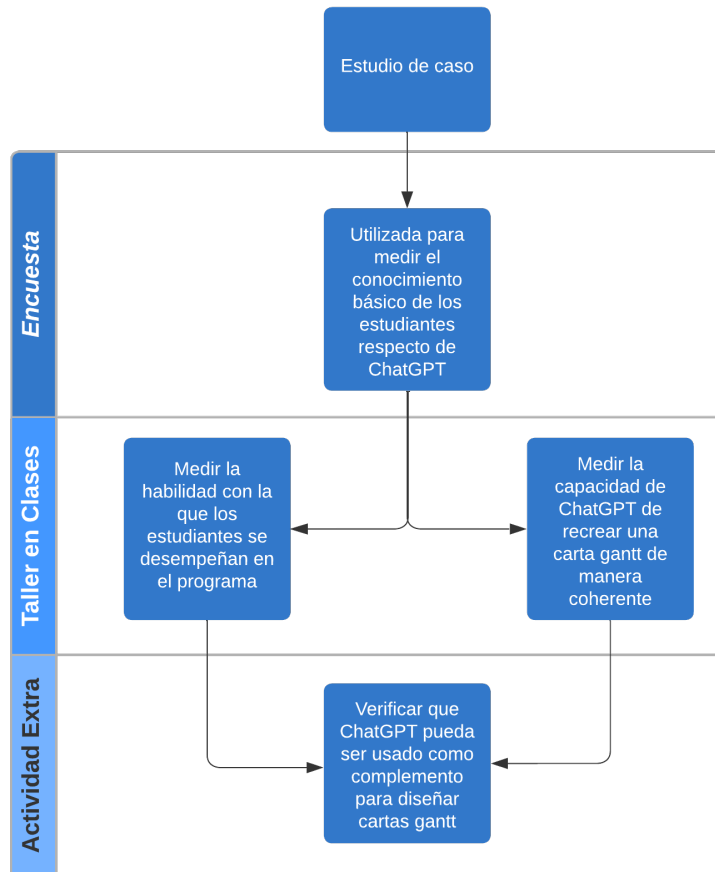 Estudio de caso
Encuesta
Utilizada para
medir el
conocimiento
básico de los
estudiantes
respecto de
ChatGPT
Taller en Clases
Medir la
habilidad con la
que los
estudiantes se
desempeñan en
el programa
Medir la
capacidad de
ChatGPT de
recrear una
carta gantt de
manera
coherente
Actividad Extra
Verificar que
ChatGPT pueda
ser usado como
complemento
para diseñar
cartas gantt